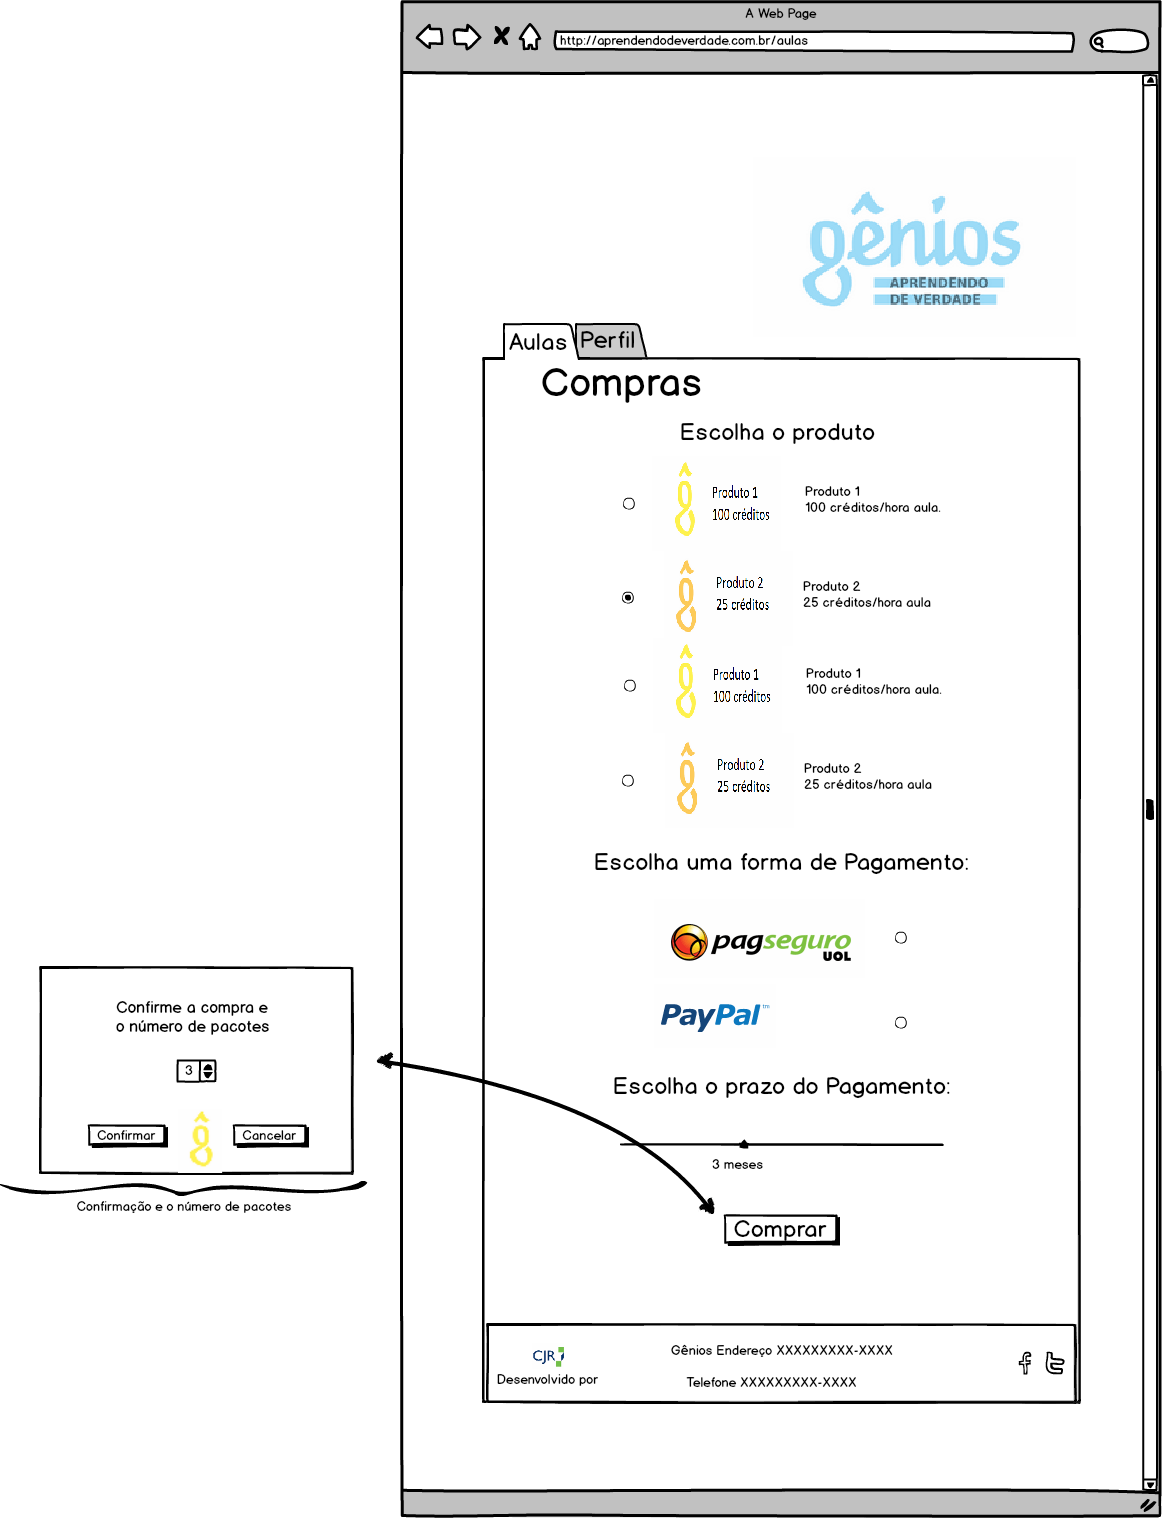 A Web Page
http://aprendendodeverdade.com.br/aulas
gênios
APRENDENDO
DE VERDADE
Aulas
Perfil
Compras
Escolha o produto
Produto 1
100 créditos
Produto 1
100 créditos/hora aula.
Produto 2
25 créditos
Produto 2
25 créditos/hora aula
Produto 1
100 créditos
Produto 1
100 créditos/hora aula.
Produto 2
25 créditos
Produto 2
25 créditos/hora aula
Escolha uma forma de Pagamento:
pagseguro
UOL
PayPal™
Escolha o prazo do Pagamento:
3 meses
Comprar
Confirme a compra e
o número de pacotes
3
Confirmar
Cancelar
Confirmação e o número de pacotes
CJR
Desenvolvido por
Gênios Endereço XXXXXXXXX-XXXX
Telefone XXXXXXXXX-XXXX